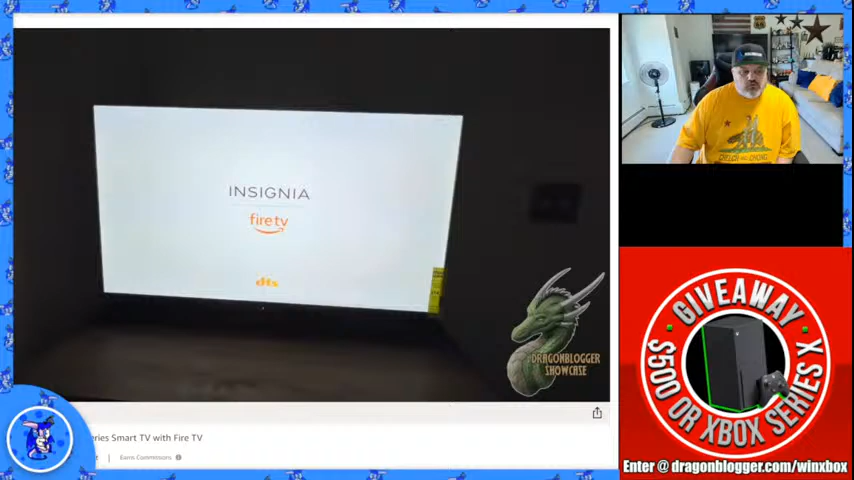 INSIGNIA
fire tv
dts
DRAGONBLOGGER
SHOWCASE
eries Smart TV with Fire TV
Earn Commissions
GIVEAWAY
$500 OR XBOX SERIES X
Enter @ dragonblogger.com/winxbox